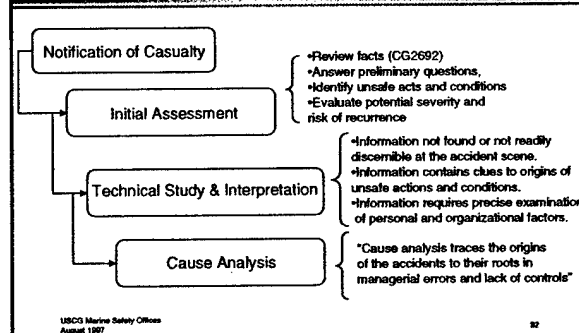 Notification of Casualty
•Review facts (CG2692)
•Answer preliminary questions,
•Identify unsafe acts and conditions
•Evaluate potential severity and
risk of recurrence
Initial Assessment
•Information not found or not readily
discernible at the accident scene.
•Information contains clues to origins of
unsafe actions and conditions.
•Information requires precise examination
of personal and organizational factors.
Technical Study & Interpretation
Cause Analysis
"Cause analysis traces the origins
of the accidents to their roots in
managerial errors and lack of controls"
USCG Marine Safety Offices
August 1997